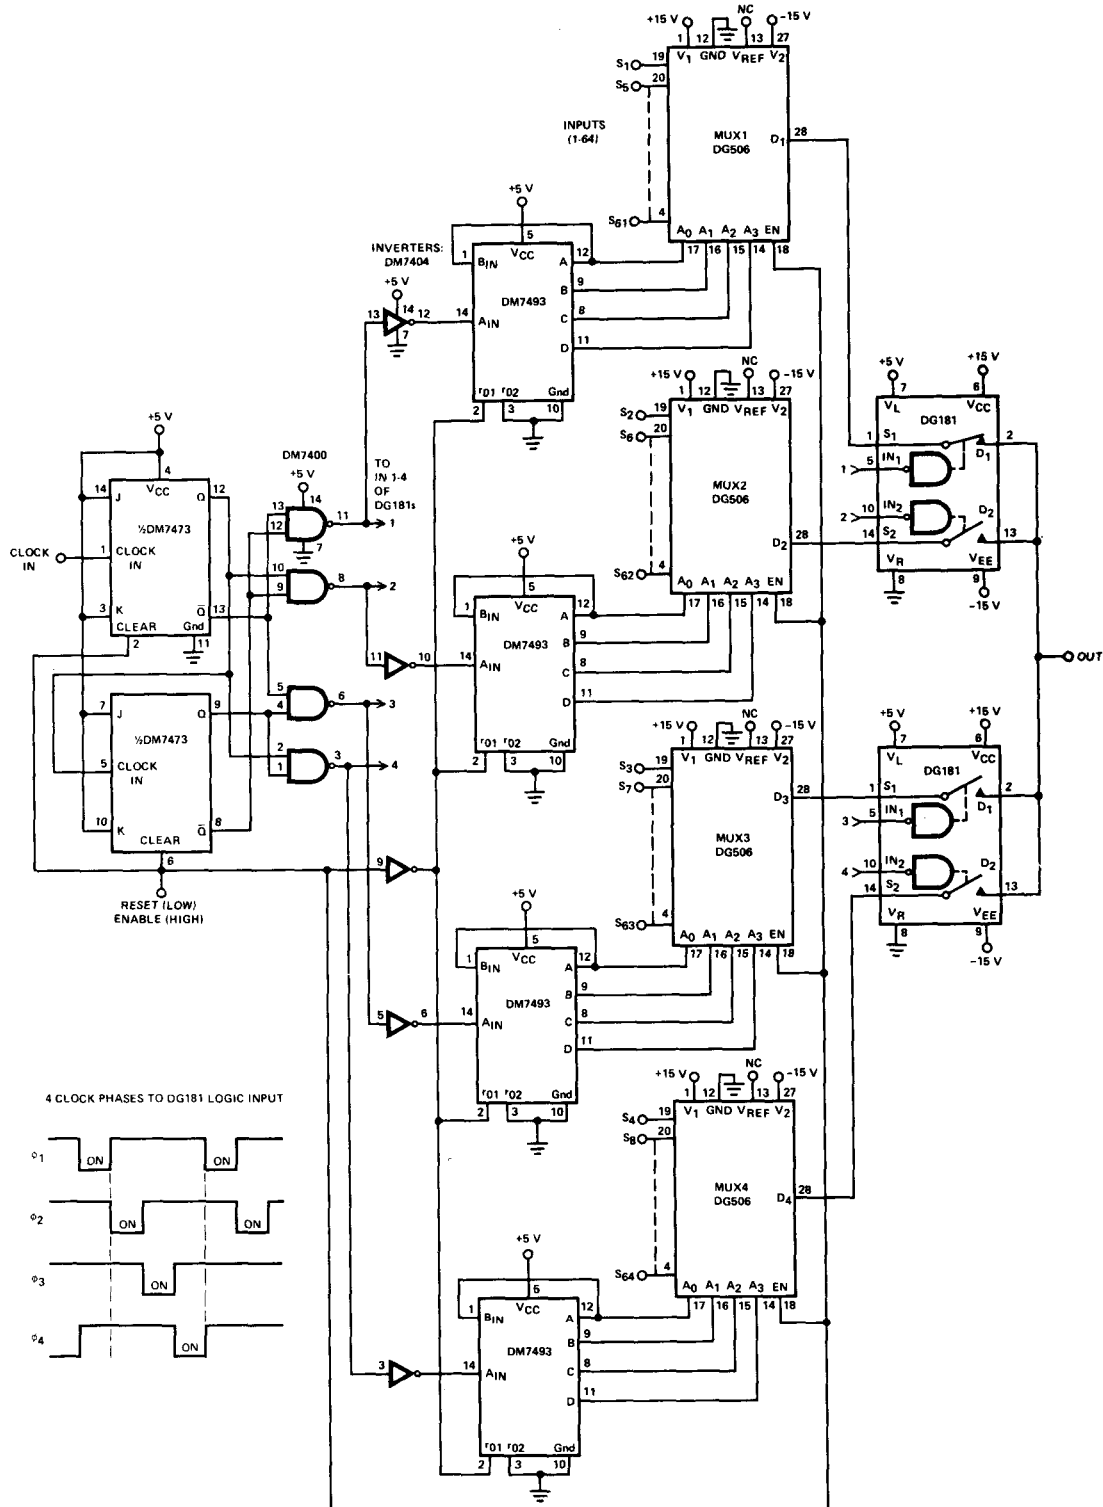 +15 V
NC
-15 V
1 12 13 27
V1 GND VREF V2
S1 19
S5 20
INPUTS
(1-64)
MUX1
DG506
D1 28
S61 4
A0 A1 A2 A3 EN
17 16 15 14 18
+5 V
5
VCC
1 BIN
A 12
B 9
DM7493
C 8
14 AIN
D 11
r01 r02 Gnd
2 3 10
INVERTERS:
DM7404
+5 V
13 14 12
7
+15 V
NC
-15 V
1 12 13 27
V1 GND VREF V2
S2 19
S6 20
MUX2
DG506
D2 28
S62 4
A0 A1 A2 A3 EN
17 16 15 14 18
+5 V
+15 V
7 6
VL VCC
DG181
1 S1
2
D1
1 5 IN1
2 10 IN2
D2
14 S2
13
VR VEE
8 9
-15 V
+5 V
4
VCC
14 J
Q 12
½DM7473
CLOCK
IN
1 CLOCK
IN
3 K
Q̄ 13
CLEAR Gnd
2 11
DM7400
+5 V
14
13
12
11
7
TO
IN 1-4
OF
DG181s
1
10
9
8
2
11 10
5
4
6
3
2
1
3
4
7 J
Q 9
½DM7473
5 CLOCK
IN
10 K
Q̄ 8
CLEAR
6
RESET (LOW)
ENABLE (HIGH)
9
+5 V
5
VCC
1 BIN
A 12
B 9
DM7493
C 8
14 AIN
D 11
r01 r02 Gnd
2 3 10
OUT
+15 V
NC
-15 V
1 12 13 27
V1 GND VREF V2
S3 19
S7 20
MUX3
DG506
D3 28
S63 4
A0 A1 A2 A3 EN
17 16 15 14 18
+5 V
+15 V
7 6
VL VCC
DG181
1 S1
2
D1
3 5 IN1
4 10 IN2
D2
14 S2
13
VR VEE
8 9
-15 V
+5 V
5
VCC
1 BIN
A 12
B 9
DM7493
C 8
5 6
14 AIN
D 11
r01 r02 Gnd
2 3 10
+15 V
NC
-15 V
1 12 13 27
V1 GND VREF V2
S4 19
S8 20
MUX4
DG506
D4 28
S64 4
A0 A1 A2 A3 EN
17 16 15 14 18
4 CLOCK PHASES TO DG181 LOGIC INPUT
φ1 ON ON
φ2 ON ON
φ3 ON
φ4 ON
+5 V
5
VCC
1 BIN
A 12
B 9
DM7493
C 8
3
14 AIN
D 11
r01 r02 Gnd
2 3 10